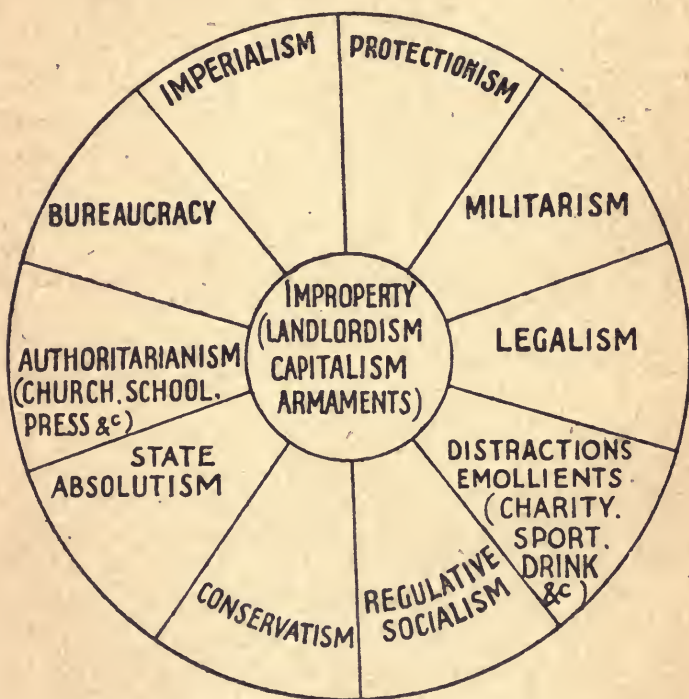 IMPERIALISM
PROTECTIONISM
MILITARISM
LEGALISM
DISTRACTIONS
EMOLLIENTS
(CHARITY.
SPORT.
DRINK
&c)
REGULATIVE
SOCIALISM
CONSERVATISM
STATE
ABSOLUTISM
AUTHORITARIANISM
(CHURCH, SCHOOL,
PRESS &c)
BUREAUCRACY
IMPROPERTY
(LANDLORDISM
CAPITALISM
ARMAMENTS)